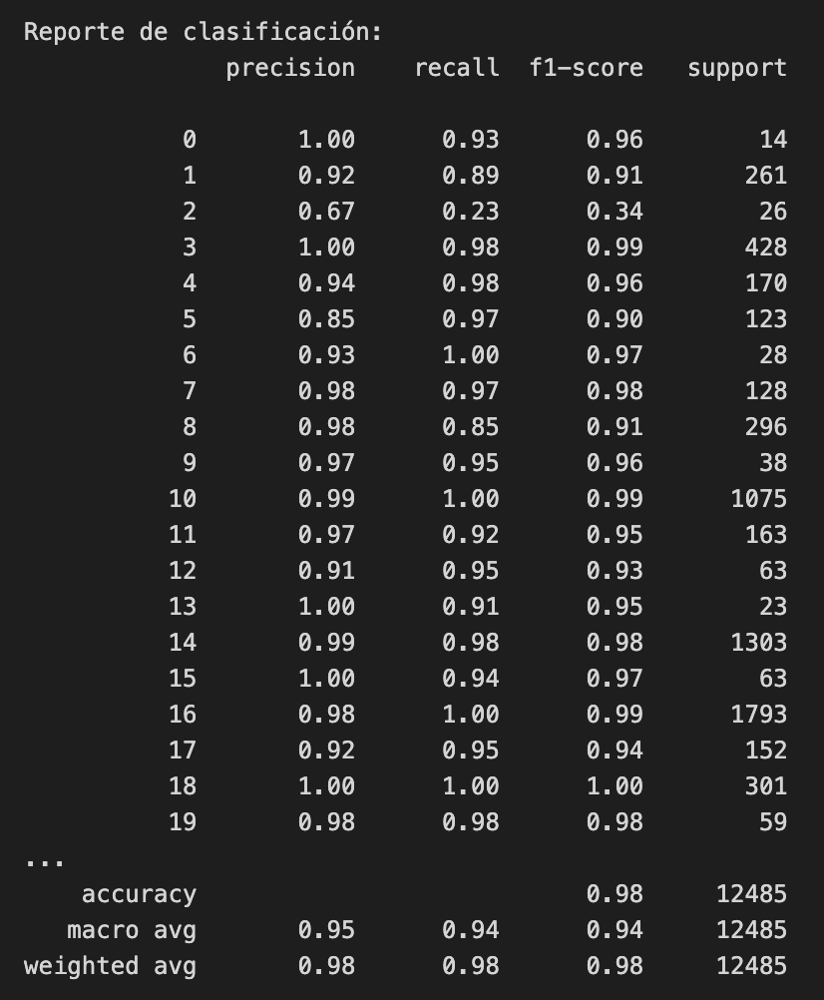 Reporte de clasificación:
precision recall f1-score support
0 1.00 0.93 0.96 14
1 0.92 0.89 0.91 261
2 0.67 0.23 0.34 26
3 1.00 0.98 0.99 428
4 0.94 0.98 0.96 170
5 0.85 0.97 0.90 123
6 0.93 1.00 0.97 28
7 0.98 0.97 0.98 128
8 0.98 0.85 0.91 296
9 0.97 0.95 0.96 38
10 0.99 1.00 0.99 1075
11 0.97 0.92 0.95 163
12 0.91 0.95 0.93 63
13 1.00 0.91 0.95 23
14 0.99 0.98 0.98 1303
15 1.00 0.94 0.97 63
16 0.98 1.00 0.99 1793
17 0.92 0.95 0.94 152
18 1.00 1.00 1.00 301
19 0.98 0.98 0.98 59
...
accuracy 0.98 12485
macro avg 0.95 0.94 0.94 12485
weighted avg 0.98 0.98 0.98 12485